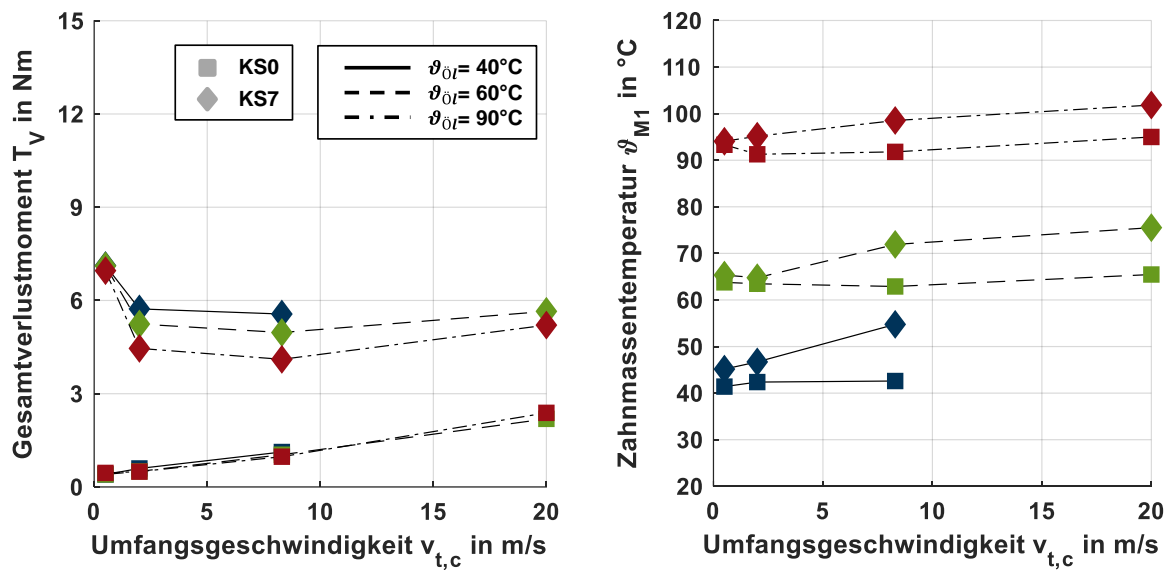 Gesamtverlustmoment T_V in Nm
15
12
9
6
3
0
0 5 10 15 20
Umfangsgeschwindigkeit v_t,c in m/s
KS0
KS7
ϑ_Öl= 40°C
ϑ_Öl= 60°C
ϑ_Öl= 90°C
Zahnmassentemperatur ϑ_M1 in °C
120
110
100
90
80
70
60
50
40
30
20
0 5 10 15 20
Umfangsgeschwindigkeit v_t,c in m/s